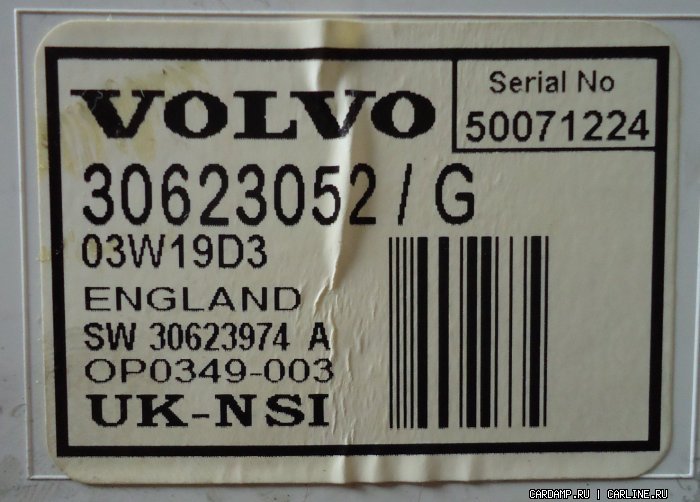 VOLVO
Serial No
50071224
30623052 / G
03W19D3
ENGLAND
SW 30623974 A
OP0349-003
UK-NSI
CARDAMP.RU | CARLINE.RU